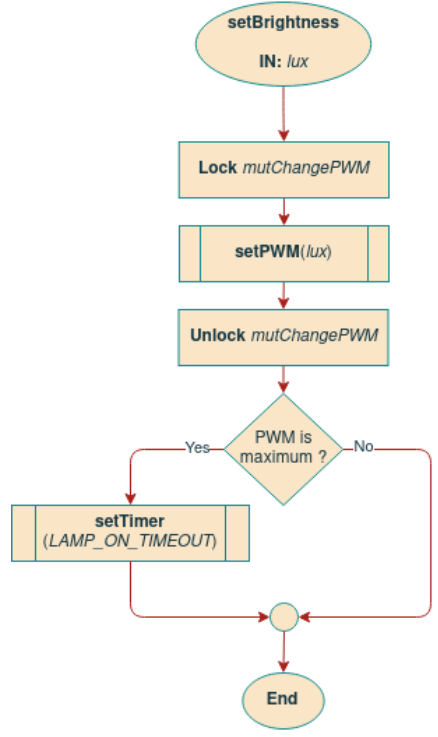 setBrightness
IN: lux
Lock mutChangePWM
setPWM(lux)
Unlock mutChangePWM
PWM is
maximum ?
Yes
No
setTimer
(LAMP_ON_TIMEOUT)
End